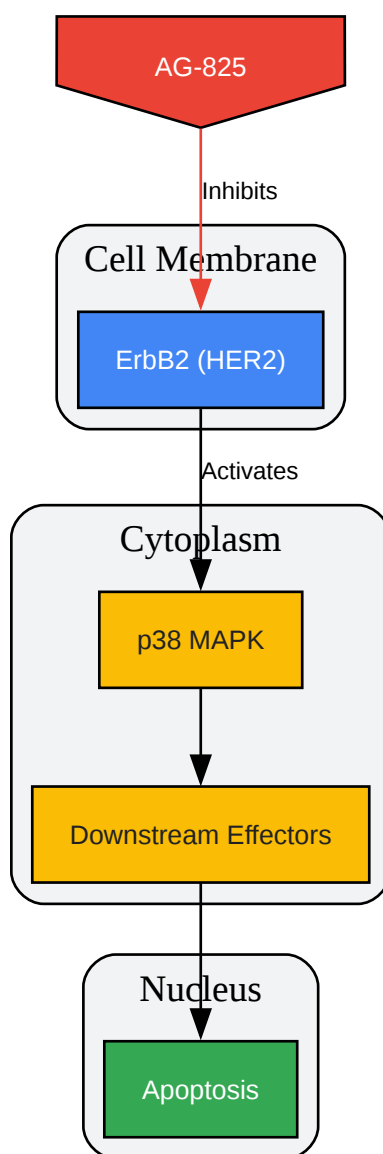 AG-825
Inhibits
Cell Membrane
ErbB2 (HER2)
Activates
Cytoplasm
p38 MAPK
Downstream Effectors
Nucleus
Apoptosis